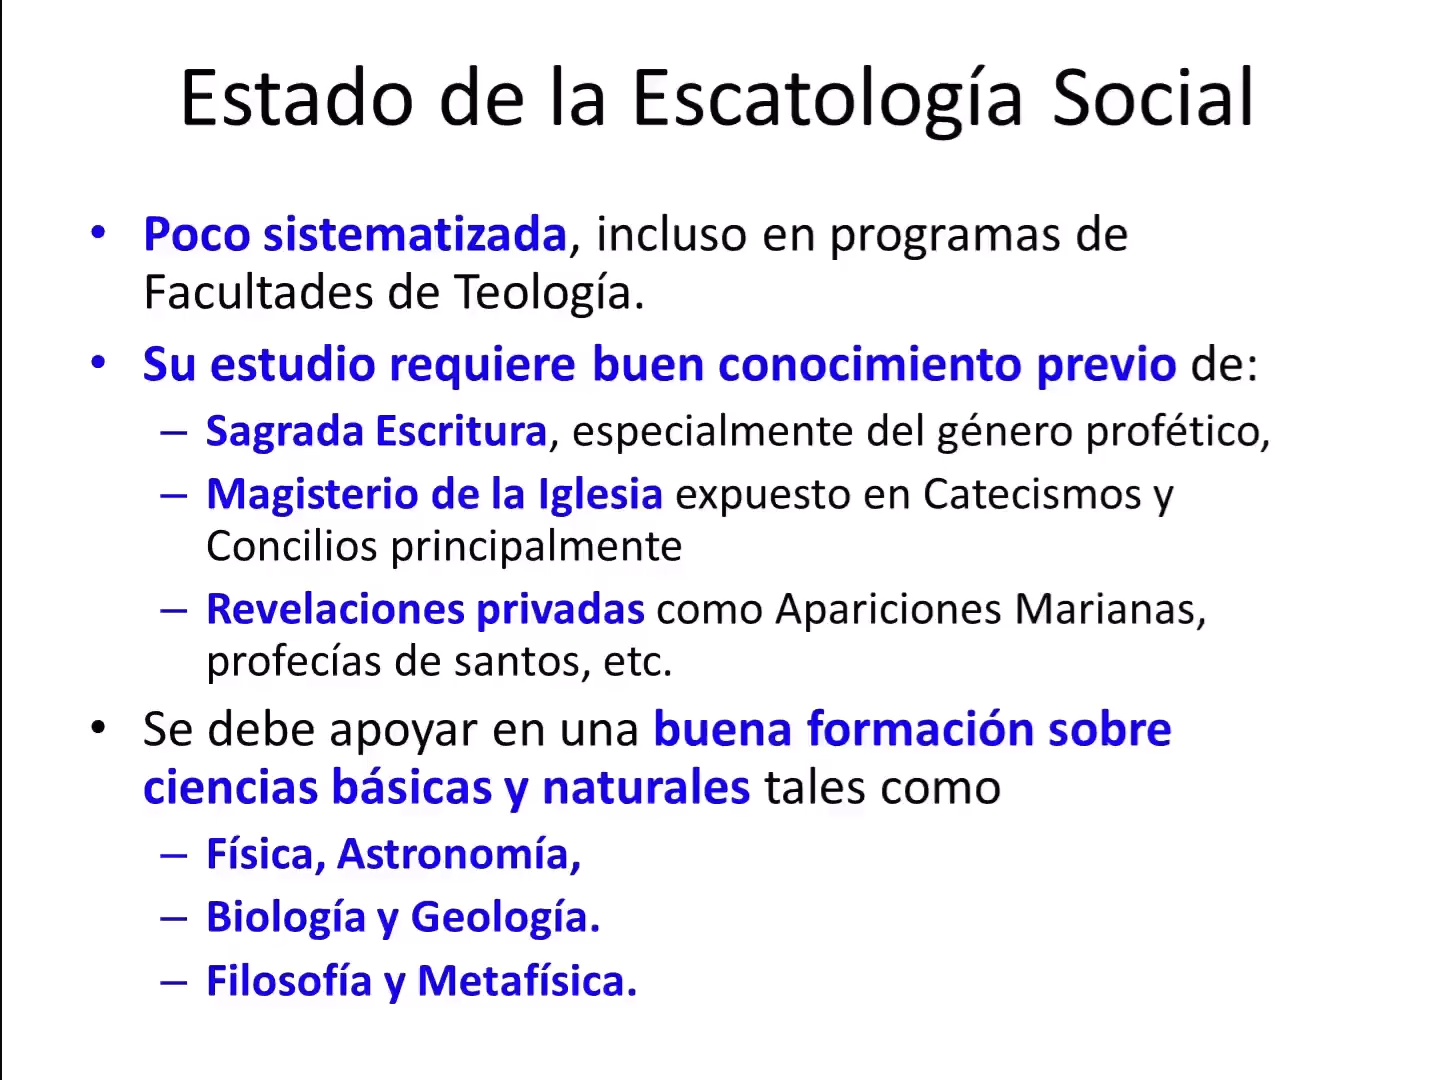 Estado de la Escatología Social
• Poco sistematizada, incluso en programas de
Facultades de Teología.
• Su estudio requiere buen conocimiento previo de:
– Sagrada Escritura, especialmente del género profético,
– Magisterio de la Iglesia expuesto en Catecismos y
Concilios principalmente
– Revelaciones privadas como Apariciones Marianas,
profecías de santos, etc.
• Se debe apoyar en una buena formación sobre
ciencias básicas y naturales tales como
– Física, Astronomía,
– Biología y Geología.
– Filosofía y Metafísica.